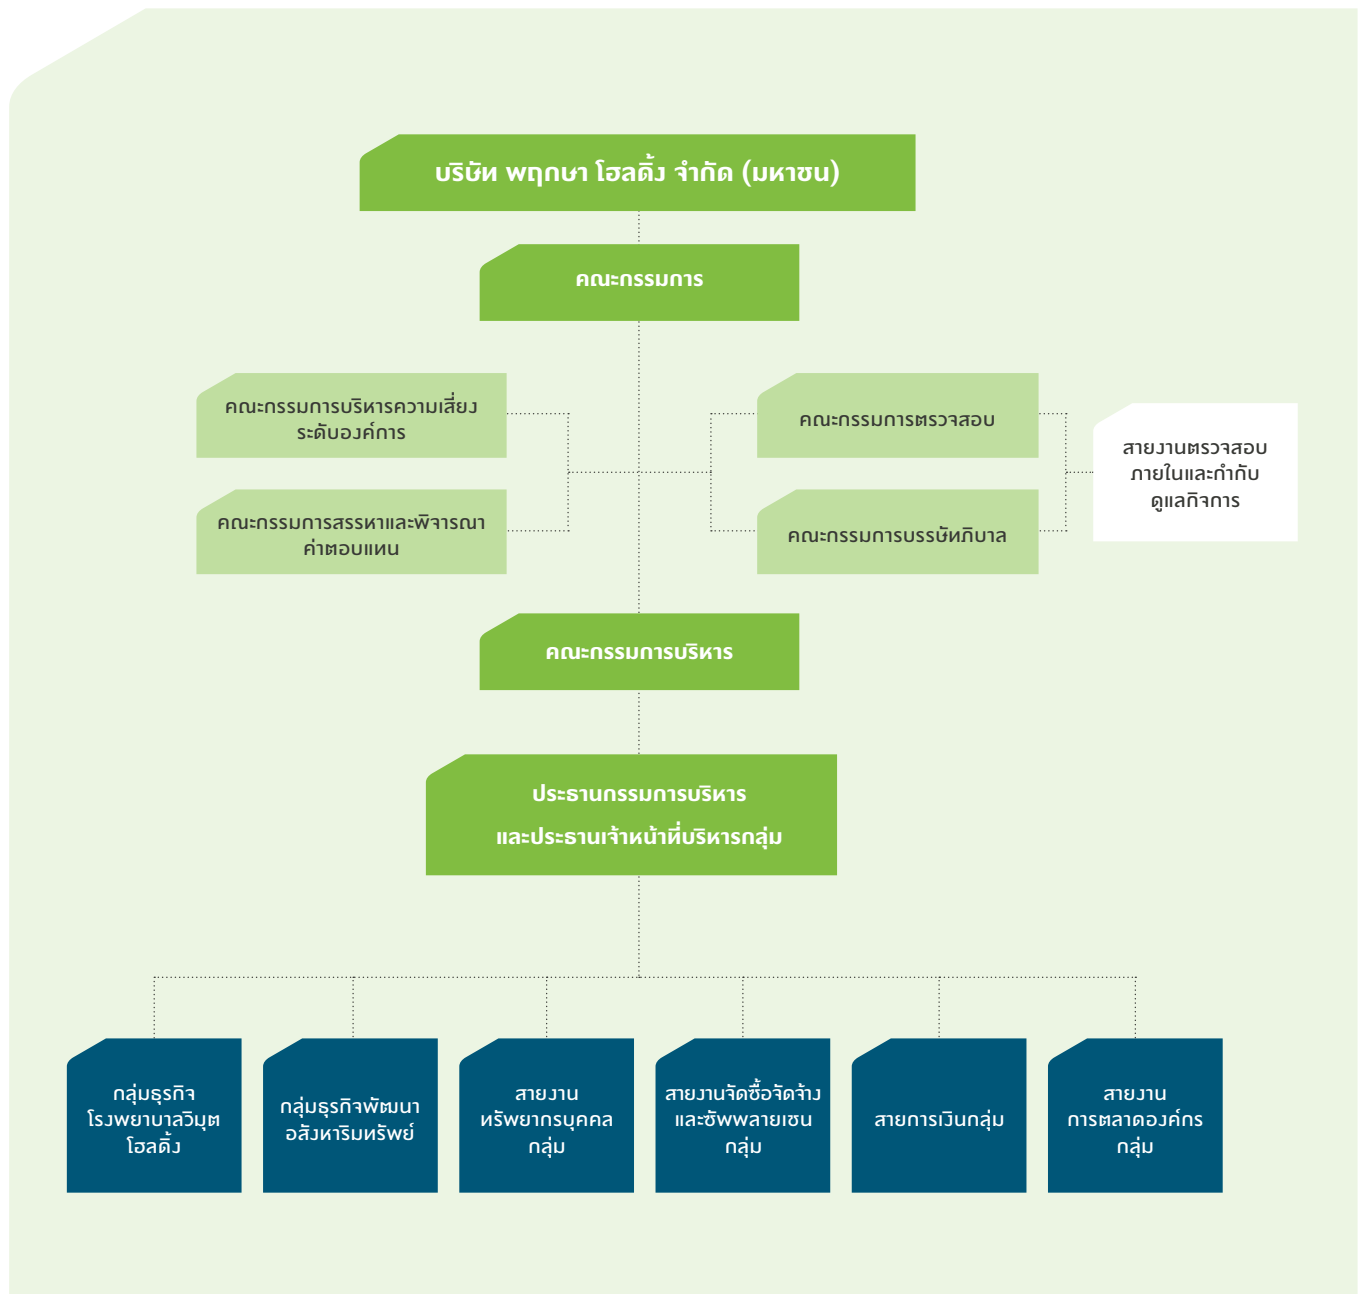 บริษัท พฤกษา โฮลดิ้ง จำกัด (มหาชน)
คณะกรรมการ
คณะกรรมการบริหารความเสี่ยง
ระดับองค์การ
คณะกรรมการสรรหาและพิจารณา
ค่าตอบแทน
คณะกรรมการตรวจสอบ
คณะกรรมการบรรษัทภิบาล
สายงานตรวจสอบ
ภายในและกำกับ
ดูแลกิจการ
คณะกรรมการบริหาร
ประธานกรรมการบริหาร
และประธานเจ้าหน้าที่บริหารกลุ่ม
กลุ่มธุรกิจ
โรงพยาบาลวิมุต
โฮลดิ้ง
กลุ่มธุรกิจพัฒนา
อสังหาริมทรัพย์
สายงาน
ทรัพยากรบุคคล
กลุ่ม
สายงานจัดซื้อจัดจ้าง
และซัพพลายเชน
กลุ่ม
สายการเงินกลุ่ม
สายงาน
การตลาดองค์กร
กลุ่ม